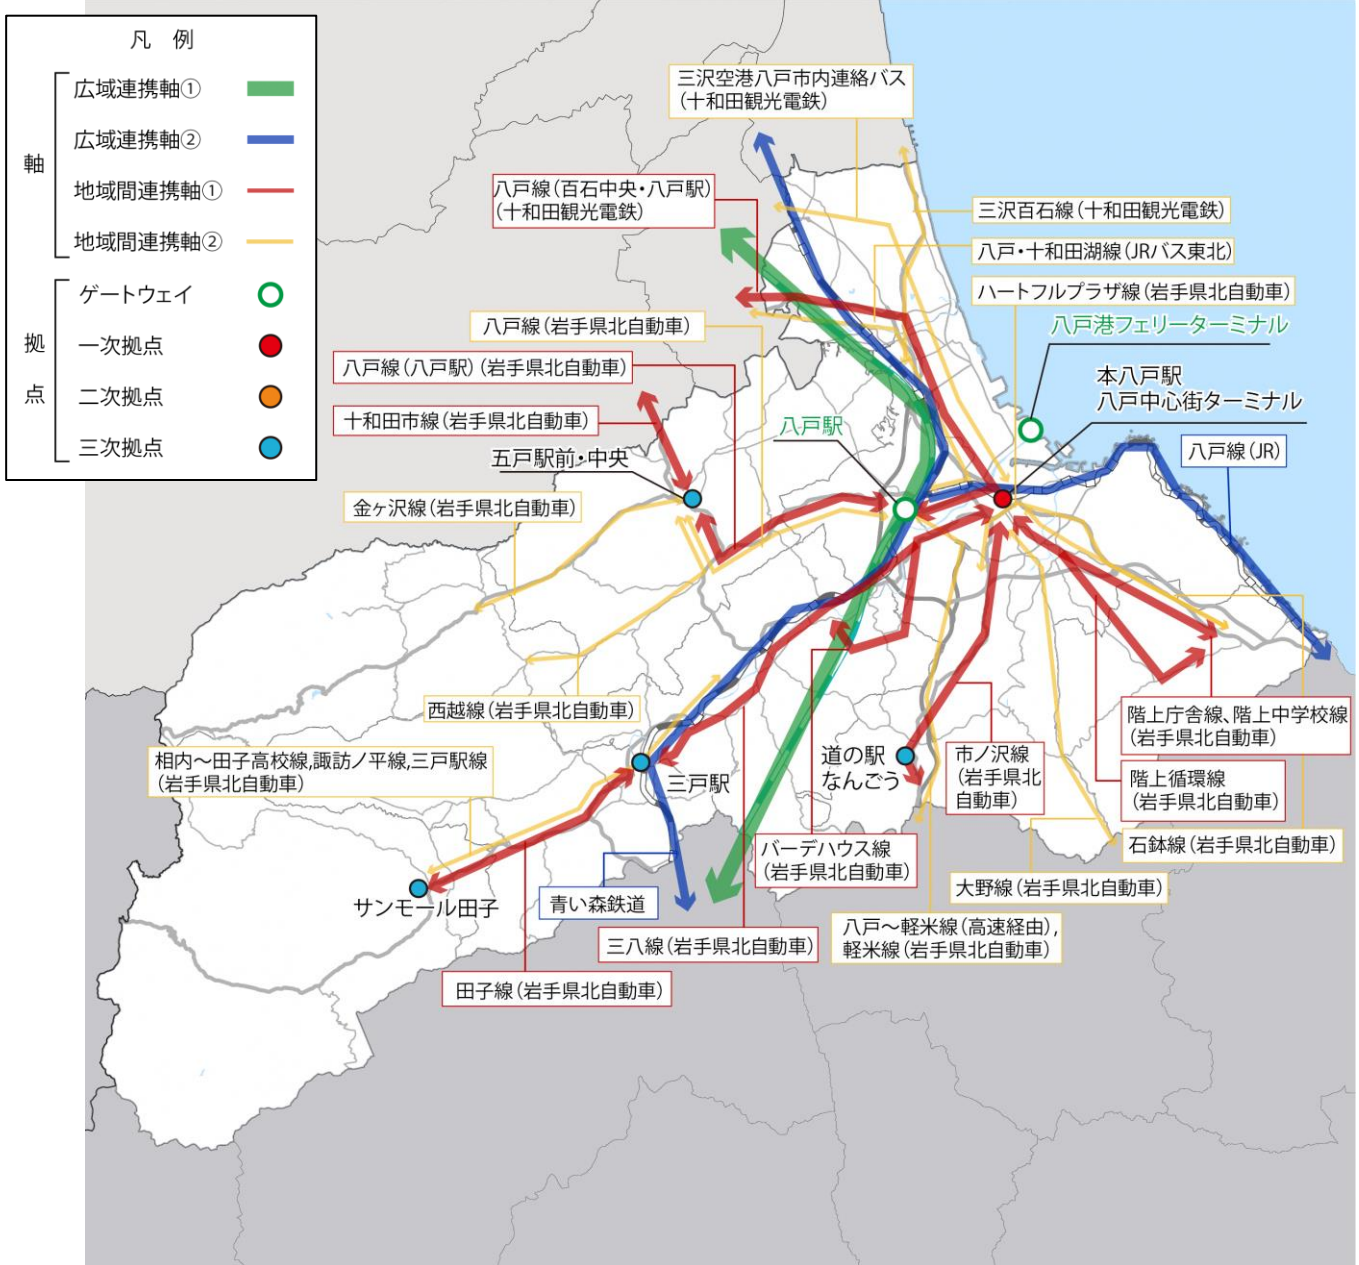 凡 例
軸
広域連携軸①
広域連携軸②
地域間連携軸①
地域間連携軸②
拠点
ゲートウェイ
一次拠点
二次拠点
三次拠点
三沢空港八戸市内連絡バス
(十和田観光電鉄)
八戸線(百石中央・八戸駅)
(十和田観光電鉄)
三沢百石線(十和田観光電鉄)
八戸・十和田湖線(JRバス東北)
ハートフルプラザ線(岩手県北自動車)
八戸港フェリーターミナル
八戸線(岩手県北自動車)
八戸線(八戸駅)(岩手県北自動車)
本八戸駅
八戸中心街ターミナル
十和田市線(岩手県北自動車)
八戸駅
八戸線(JR)
五戸駅前・中央
金ヶ沢線(岩手県北自動車)
西越線(岩手県北自動車)
階上庁舎線、階上中学校線
(岩手県北自動車)
相内～田子高校線,諏訪ノ平線,三戸駅線
(岩手県北自動車)
三戸駅
道の駅
なんごう
市ノ沢線
(岩手県北
自動車)
階上循環線
(岩手県北自動車)
バーデハウス線
(岩手県北自動車)
石鉢線(岩手県北自動車)
大野線(岩手県北自動車)
サンモール田子
青い森鉄道
八戸～軽米線(高速経由),
軽米線(岩手県北自動車)
三八線(岩手県北自動車)
田子線(岩手県北自動車)